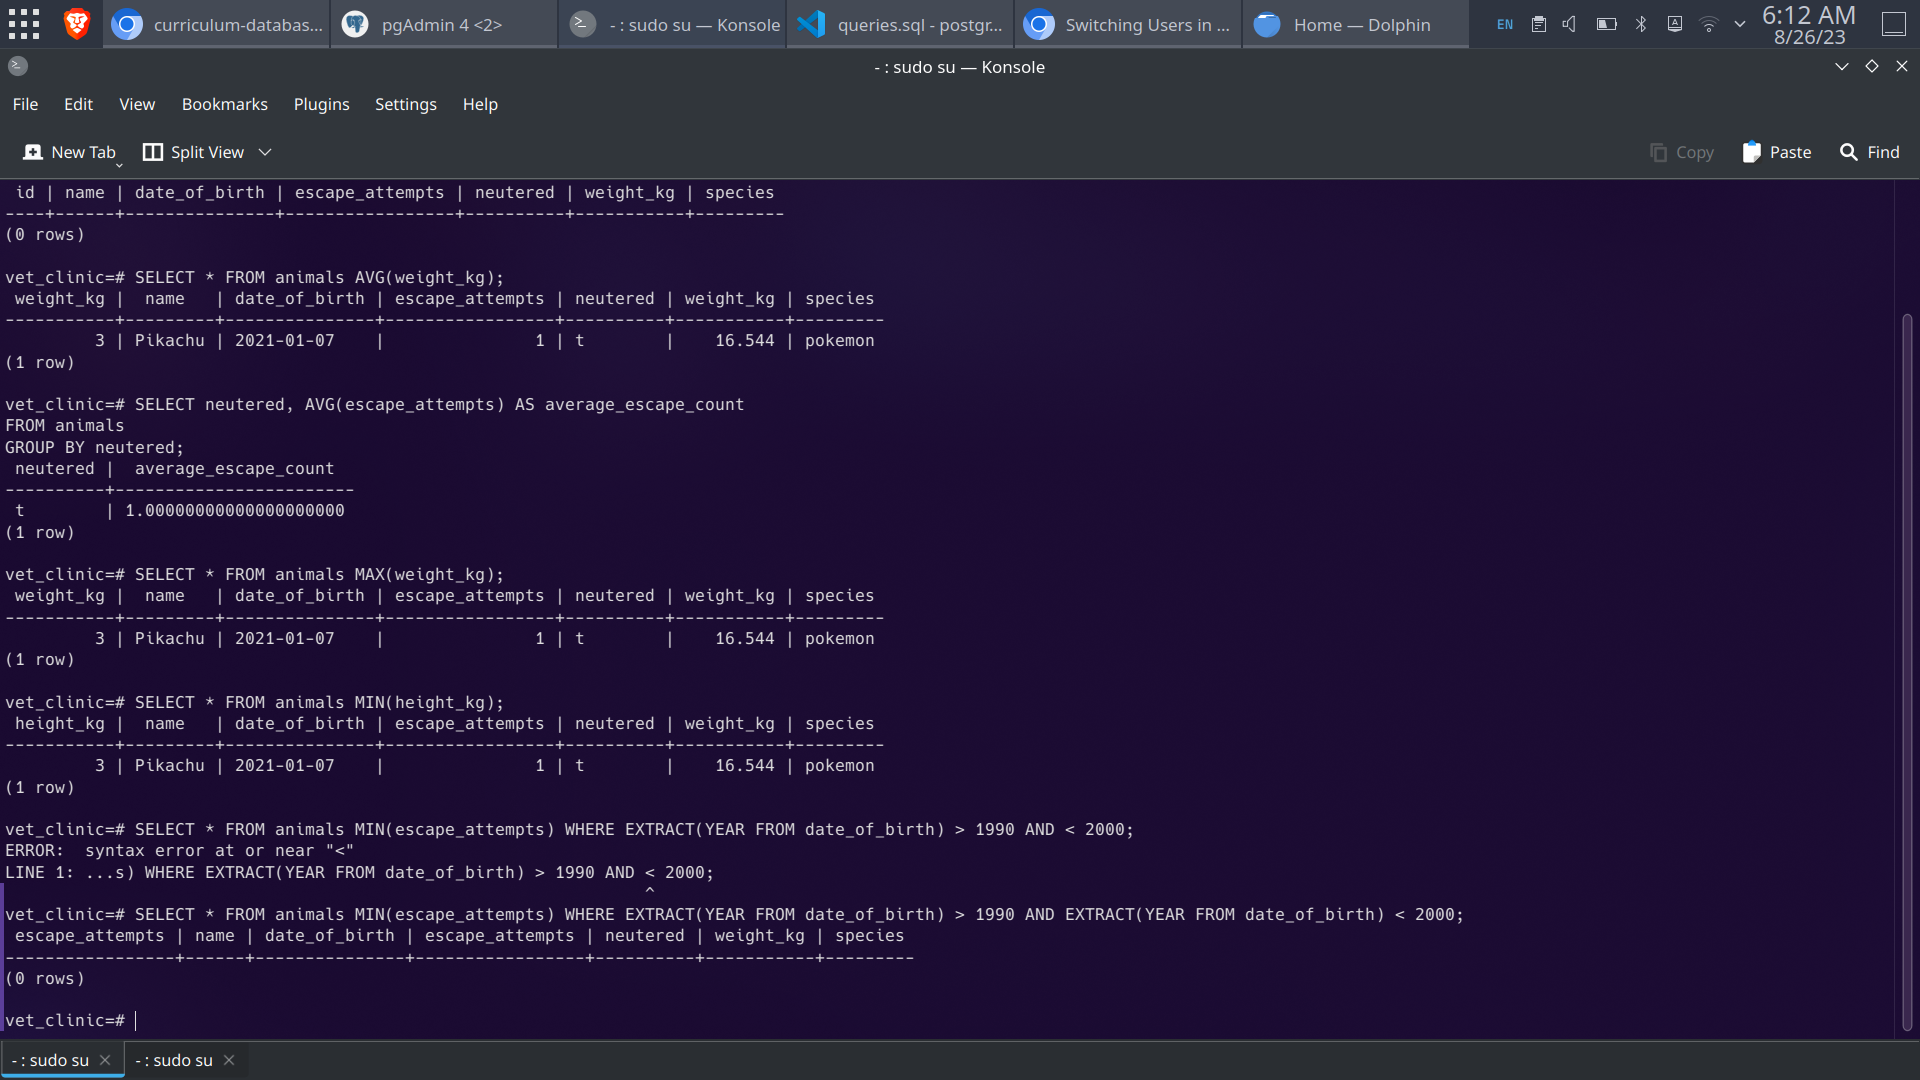 curriculum-databas...
pgAdmin 4 <2>
- : sudo su — Konsole
queries.sql - postgr...
Switching Users in ...
Home — Dolphin
EN
6:12 AM
8/26/23
- : sudo su — Konsole
File Edit View Bookmarks Plugins Settings Help
New Tab Split View Copy Paste Find
 id | name | date_of_birth | escape_attempts | neutered | weight_kg | species
----+------+---------------+-----------------+----------+-----------+---------
(0 rows)
vet_clinic=# SELECT * FROM animals AVG(weight_kg);
 weight_kg |  name   | date_of_birth | escape_attempts | neutered | weight_kg | species
-----------+---------+---------------+-----------------+----------+-----------+---------
         3 | Pikachu | 2021-01-07    |               1 | t        |    16.544 | pokemon
(1 row)
vet_clinic=# SELECT neutered, AVG(escape_attempts) AS average_escape_count
FROM animals
GROUP BY neutered;
 neutered |  average_escape_count
----------+------------------------
 t        | 1.00000000000000000000
(1 row)
vet_clinic=# SELECT * FROM animals MAX(weight_kg);
 weight_kg |  name   | date_of_birth | escape_attempts | neutered | weight_kg | species
-----------+---------+---------------+-----------------+----------+-----------+---------
         3 | Pikachu | 2021-01-07    |               1 | t        |    16.544 | pokemon
(1 row)
vet_clinic=# SELECT * FROM animals MIN(height_kg);
 height_kg |  name   | date_of_birth | escape_attempts | neutered | weight_kg | species
-----------+---------+---------------+-----------------+----------+-----------+---------
         3 | Pikachu | 2021-01-07    |               1 | t        |    16.544 | pokemon
(1 row)
vet_clinic=# SELECT * FROM animals MIN(escape_attempts) WHERE EXTRACT(YEAR FROM date_of_birth) > 1990 AND < 2000;
ERROR:  syntax error at or near "<"
LINE 1: ...s) WHERE EXTRACT(YEAR FROM date_of_birth) > 1990 AND < 2000;
                                                                ^
vet_clinic=# SELECT * FROM animals MIN(escape_attempts) WHERE EXTRACT(YEAR FROM date_of_birth) > 1990 AND EXTRACT(YEAR FROM date_of_birth) < 2000;
 escape_attempts | name | date_of_birth | escape_attempts | neutered | weight_kg | species
-----------------+------+---------------+-----------------+----------+-----------+---------
(0 rows)
vet_clinic=#
- : sudo su - : sudo su